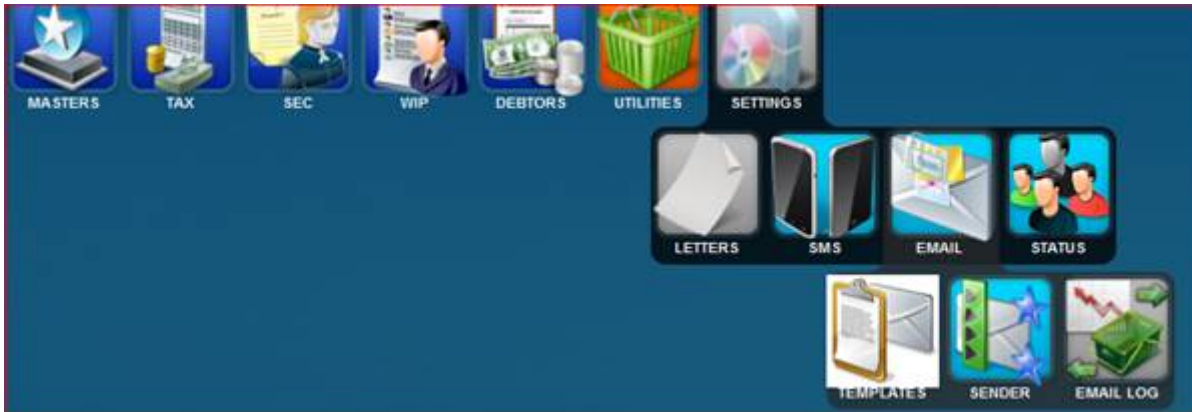 MASTERS TAX SEC WIP DEBTORS UTILITIES SETTINGS
LETTERS SMS EMAIL STATUS
TEMPLATES SENDER EMAIL LOG